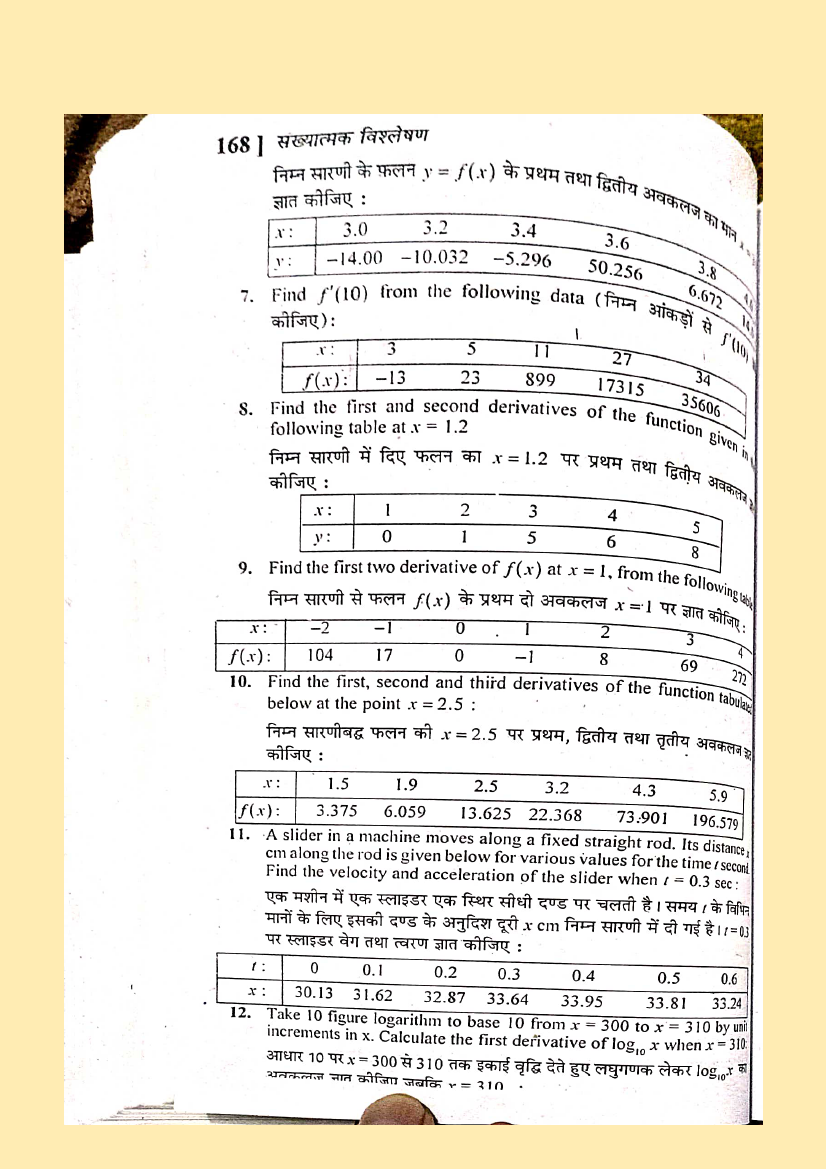 168 ] संख्यात्मक विश्लेषण
निम्न सारणी के फ़लन y = f(x) के प्रथम तथा द्वितीय अवकलज का मान x =
ज्ञात कीजिए :
x : 3.0 3.2 3.4 3.6 3.8
y : −14.00 −10.032 −5.296 50.256 6.672
7. Find f′(10) from the following data (निम्न आंकड़ों से f′(10)
कीजिए):
x : 3 5 11 27 34
f(x) : −13 23 899 17315 35606
8. Find the first and second derivatives of the function given in
following table at x = 1.2
निम्न सारणी में दिए फलन का x = 1.2 पर प्रथम तथा द्वितीय अवकलज
कीजिए :
x : 1 2 3 4 5
y : 0 1 5 6 8
9. Find the first two derivative of f(x) at x = 1, from the following table
निम्न सारणी से फलन f(x) के प्रथम दो अवकलज x = 1 पर ज्ञात कीजिए :
x : −2 −1 0 1 2 3 4
f(x) : 104 17 0 −1 8 69 272
10. Find the first, second and third derivatives of the function tabulated
below at the point x = 2.5 :
निम्न सारणीबद्ध फलन की x = 2.5 पर प्रथम, द्वितीय तथा तृतीय अवकलज
कीजिए :
x : 1.5 1.9 2.5 3.2 4.3 5.9
f(x) : 3.375 6.059 13.625 22.368 73.901 196.579
11. A slider in a machine moves along a fixed straight rod. Its distance x
cm along the rod is given below for various values for the time t second.
Find the velocity and acceleration of the slider when t = 0.3 sec :
एक मशीन में एक स्लाइडर एक स्थिर सीधी दण्ड पर चलती है। समय t के विभिन्न
मानों के लिए इसकी दण्ड के अनुदिश दूरी x cm निम्न सारणी में दी गई है। t = 0.3
पर स्लाइडर वेग तथा त्वरण ज्ञात कीजिए :
t : 0 0.1 0.2 0.3 0.4 0.5 0.6
x : 30.13 31.62 32.87 33.64 33.95 33.81 33.24
12. Take 10 figure logarithm to base 10 from x = 300 to x = 310 by unit
increments in x. Calculate the first derivative of log₁₀ x when x = 310:
आधार 10 पर x = 300 से 310 तक इकाई वृद्धि देते हुए लघुगणक लेकर log₁₀x का
अवकलज ज्ञात कीजिए जबकि x = 310 :